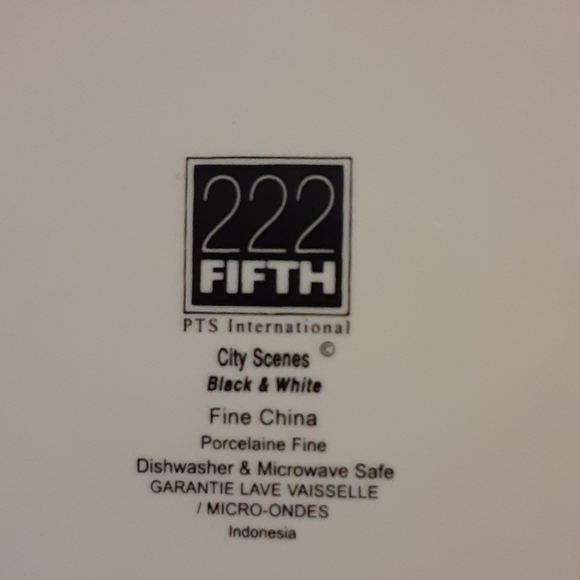 222
FIFTH
PTS International
City Scenes ©
Black & White
Fine China
Porcelaine Fine
Dishwasher & Microwave Safe
GARANTIE LAVE VAISSELLE
/ MICRO-ONDES
Indonesia